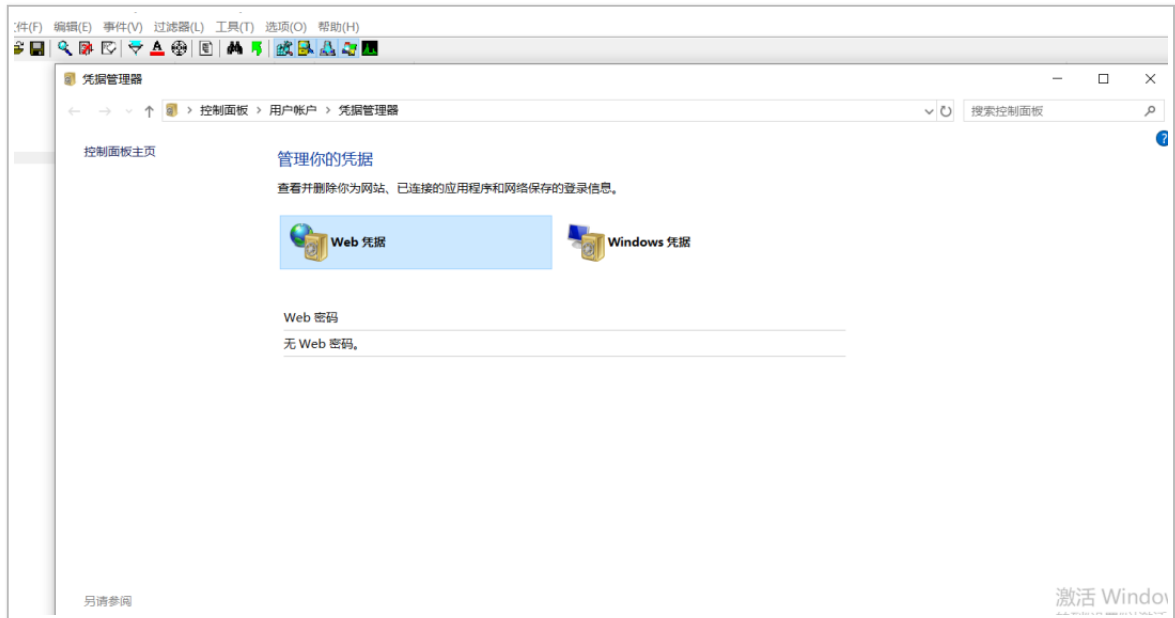 件(F) 编辑(E) 事件(V) 过滤器(L) 工具(T) 选项(O) 帮助(H)
凭据管理器
控制面板 > 用户帐户 > 凭据管理器
搜索控制面板
控制面板主页
管理你的凭据
查看并删除你为网站、已连接的应用程序和网络保存的登录信息。
Web 凭据
Windows 凭据
Web 密码
无 Web 密码。
另请参阅
激活 Window